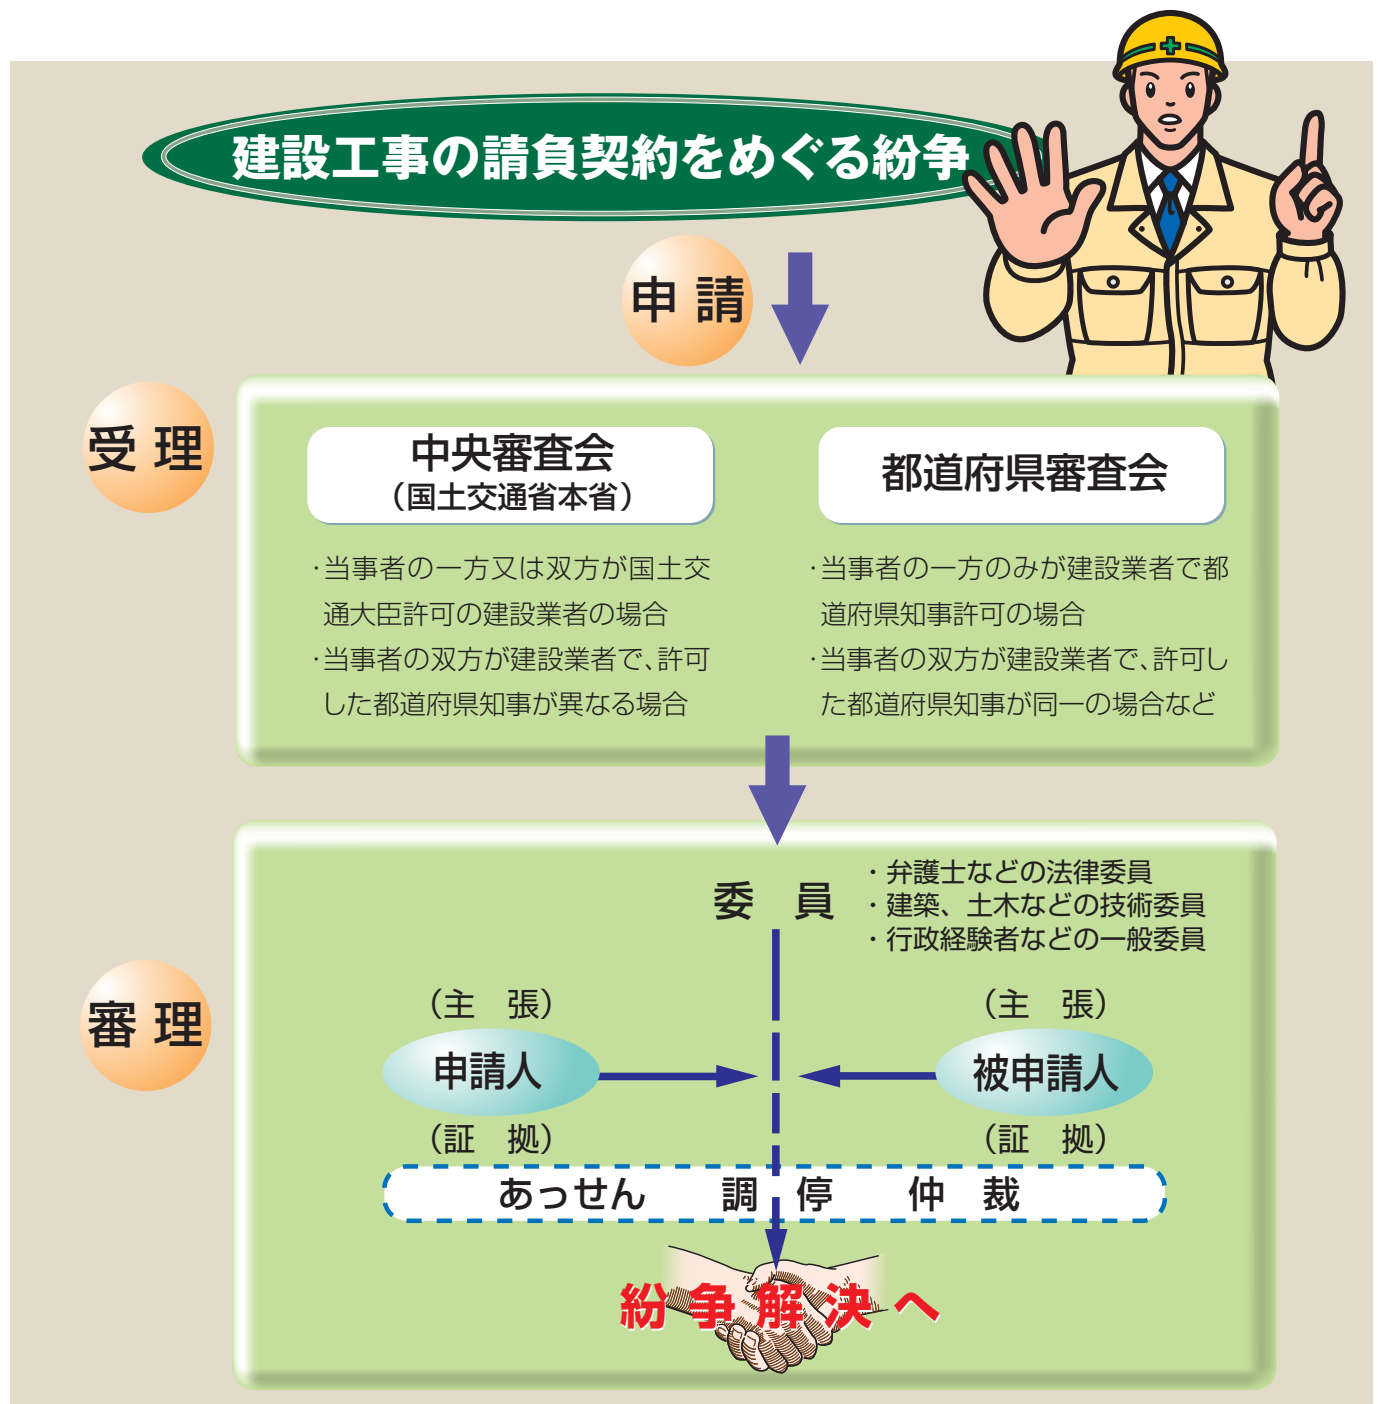 建設工事の請負契約をめぐる紛争
申 請
受 理
中央審査会
（国土交通省本省）
・当事者の一方又は双方が国土交
通大臣許可の建設業者の場合
・当事者の双方が建設業者で、許可
した都道府県知事が異なる場合
都道府県審査会
・当事者の一方のみが建設業者で都
道府県知事許可の場合
・当事者の双方が建設業者で、許可し
た都道府県知事が同一の場合など
審 理
委　員
・弁護士などの法律委員
・建築、土木などの技術委員
・行政経験者などの一般委員
（主　張）
申請人
（証　拠）
（主　張）
被申請人
（証　拠）
あっせん　　調　停　　仲　裁
紛 争 解 決 へ